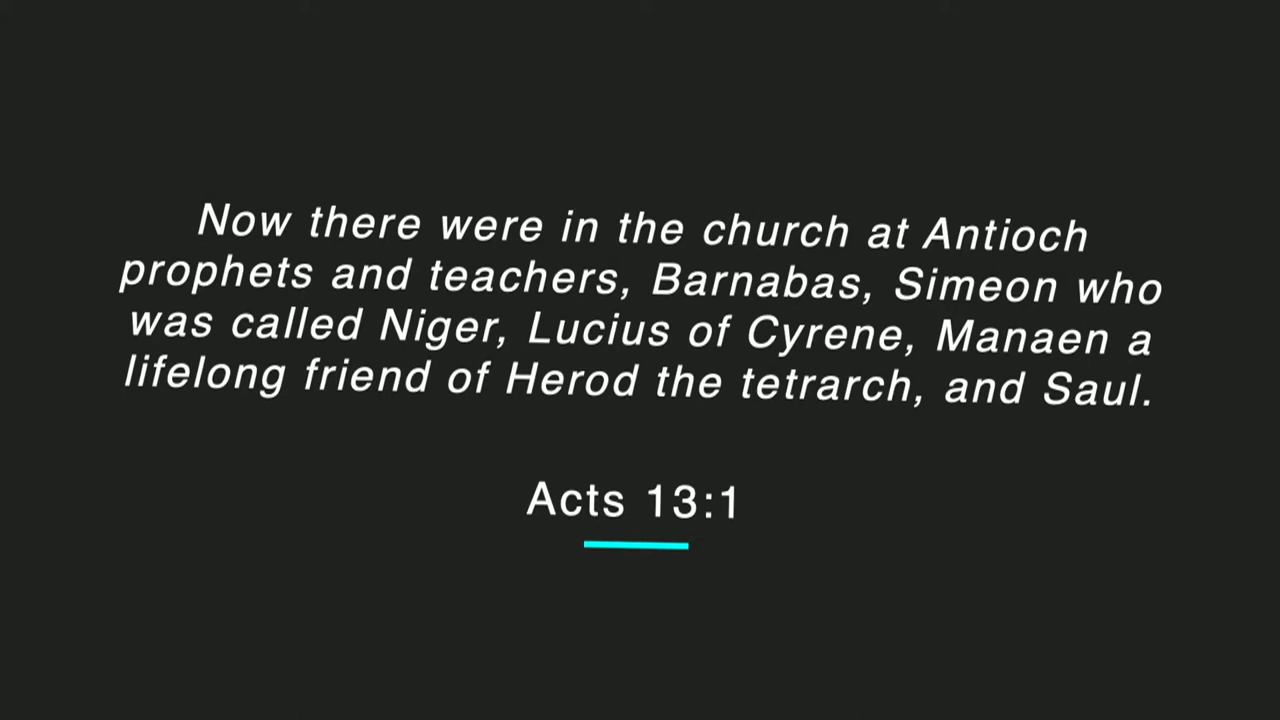 Now there were in the church at Antioch
prophets and teachers, Barnabas, Simeon who
was called Niger, Lucius of Cyrene, Manaen a
lifelong friend of Herod the tetrarch, and Saul.
Acts 13:1